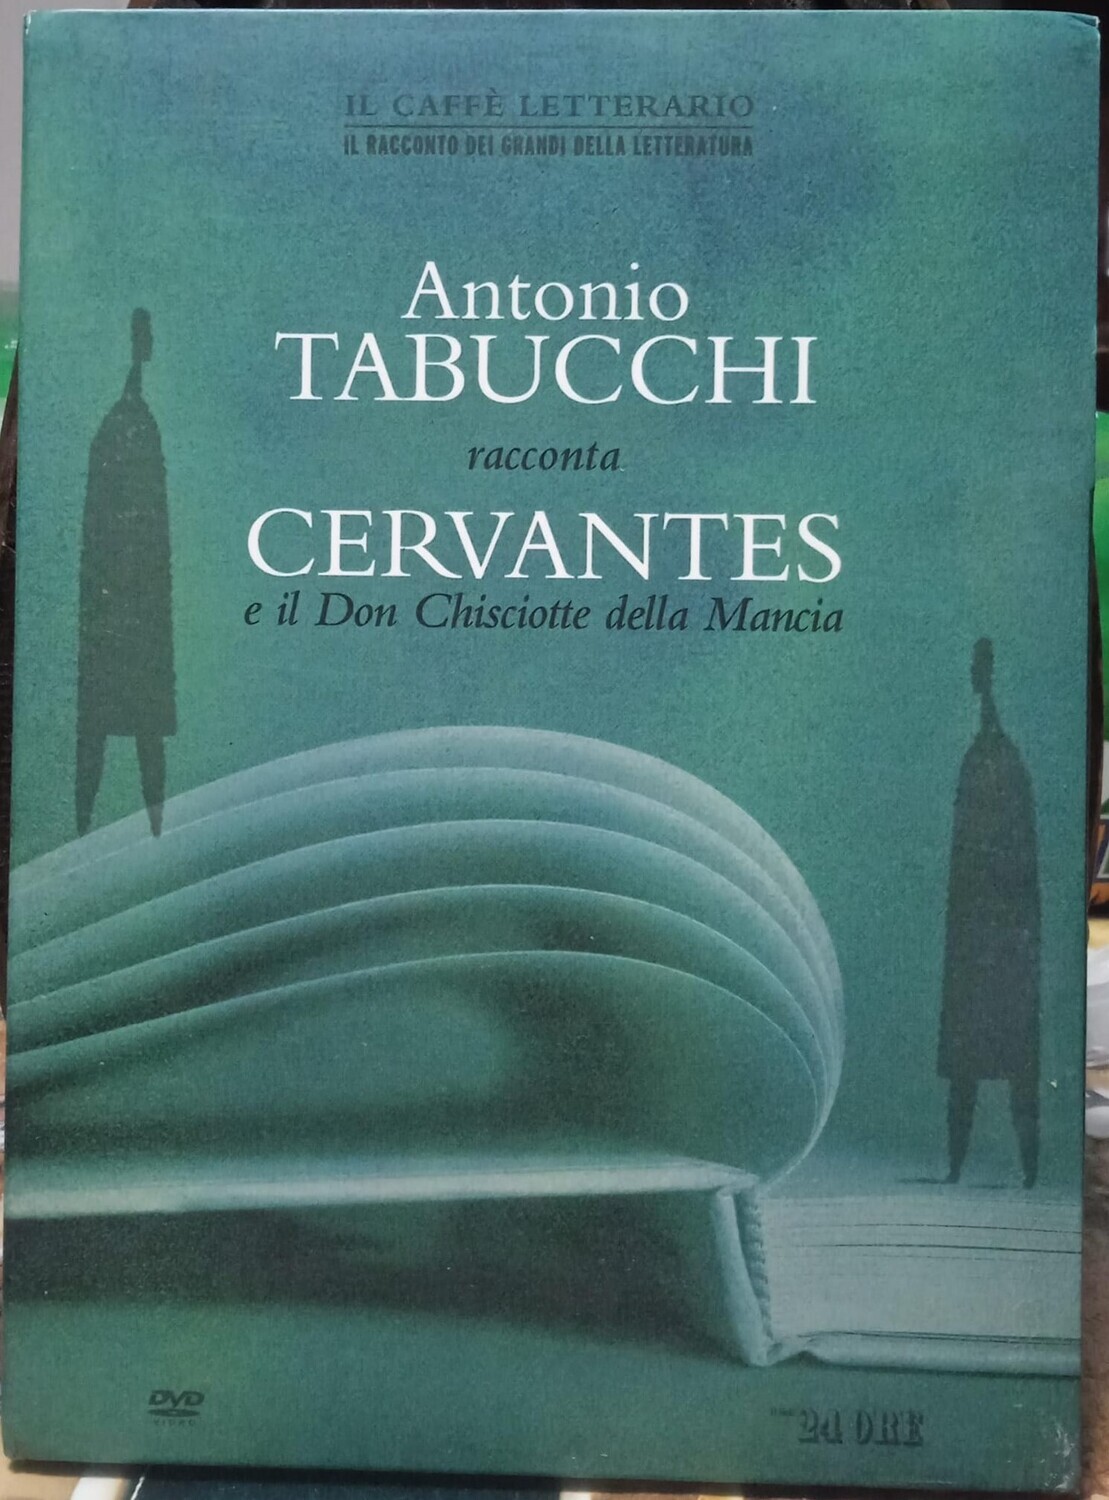 IL CAFFÈ LETTERARIO
IL RACCONTO DEI GRANDI DELLA LETTERATURA
Antonio
TABUCCHI
racconta
CERVANTES
e il Don Chisciotte della Mancia
DVD
VIDEO
24 ORE